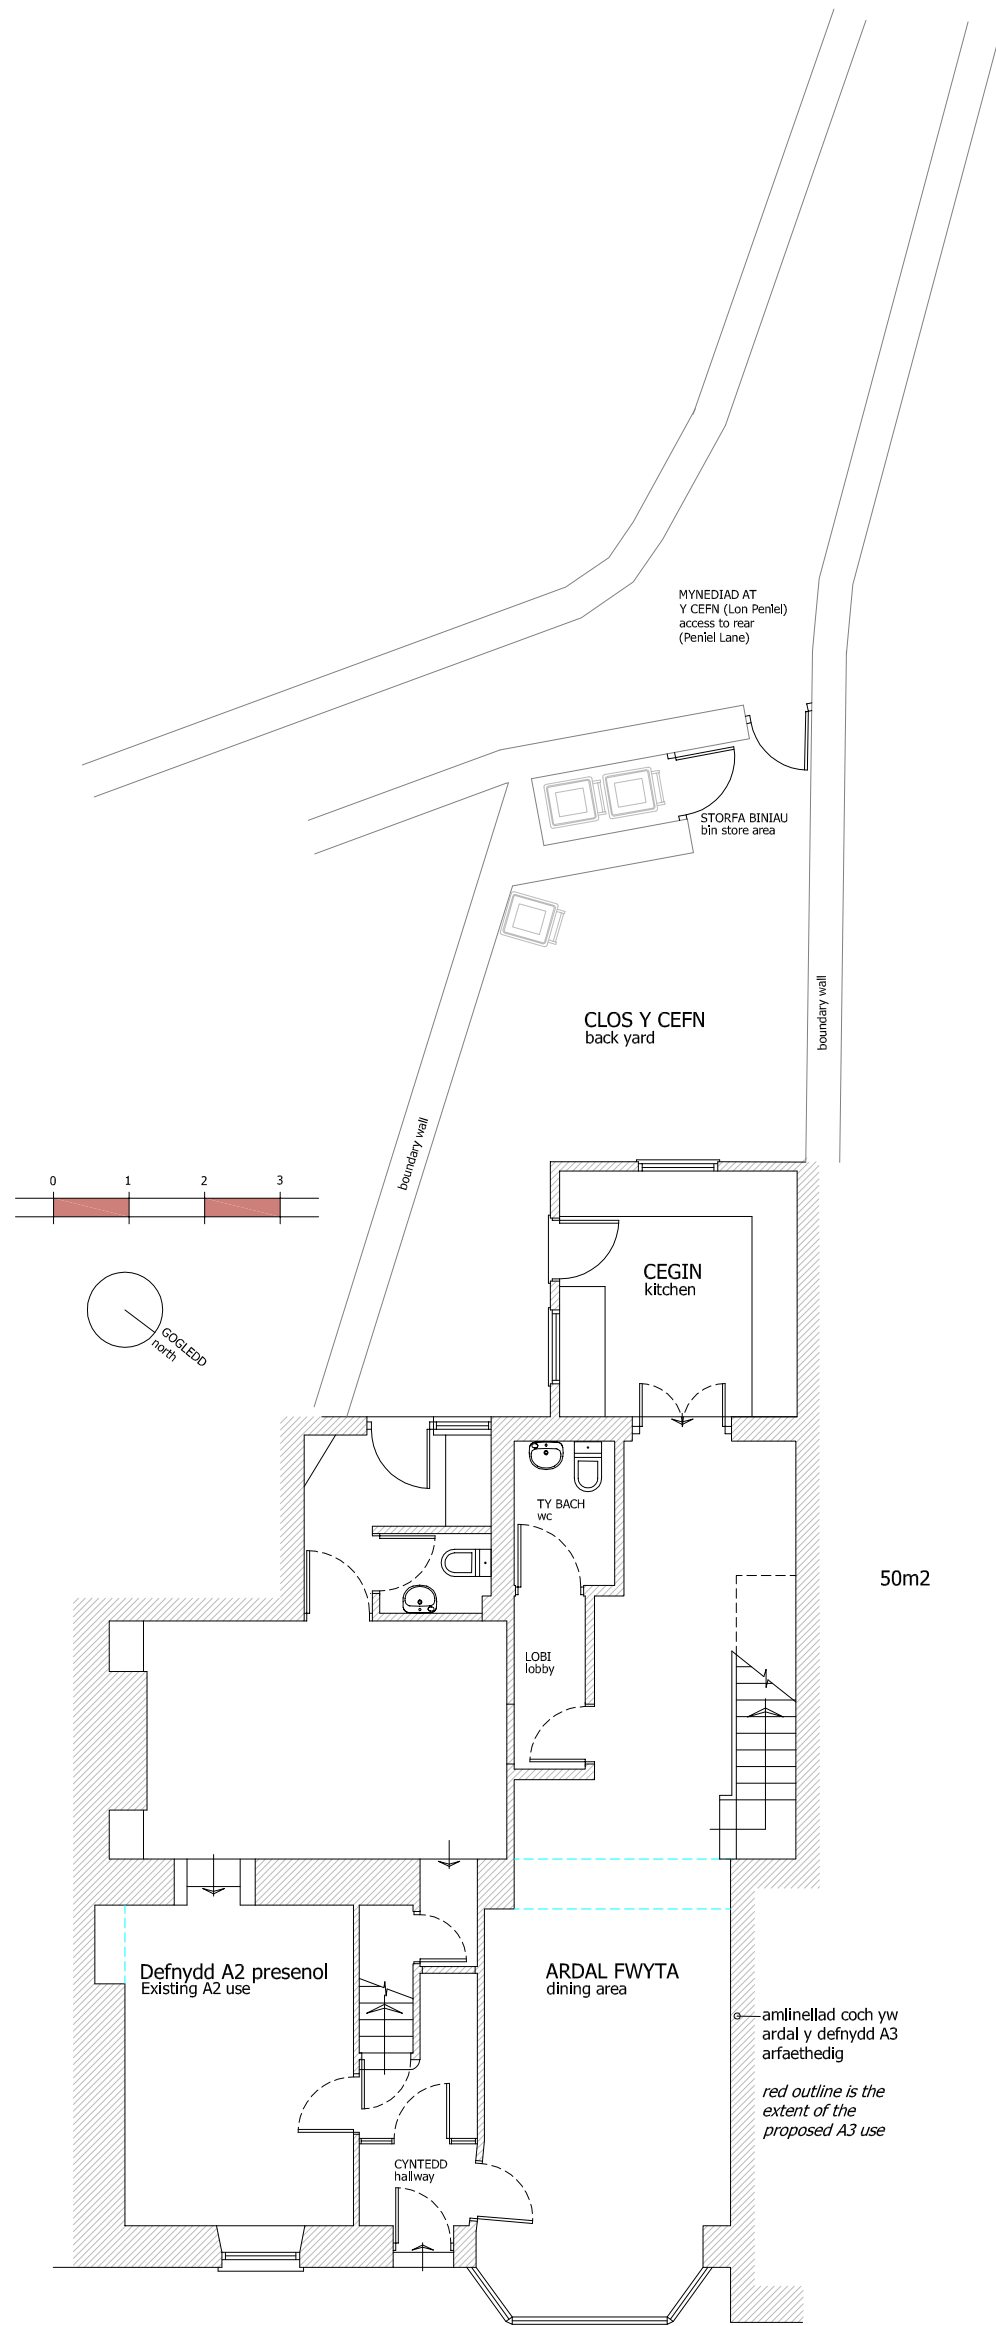 MYNEDIAD AT
Y CEFN (Lon Peniel)
access to rear
(Peniel Lane)
STORFA BINIAU
bin store area
CLOS Y CEFN
back yard
boundary wall
boundary wall
0 1 2 3
GOGLEDD
north
CEGIN
kitchen
TY BACH
wc
50m2
LOBI
lobby
Defnydd A2 presenol
Existing A2 use
ARDAL FWYTA
dining area
amlinellad coch yw
ardal y defnydd A3
arfaethedig
red outline is the
extent of the
proposed A3 use
CYNTEDD
hallway